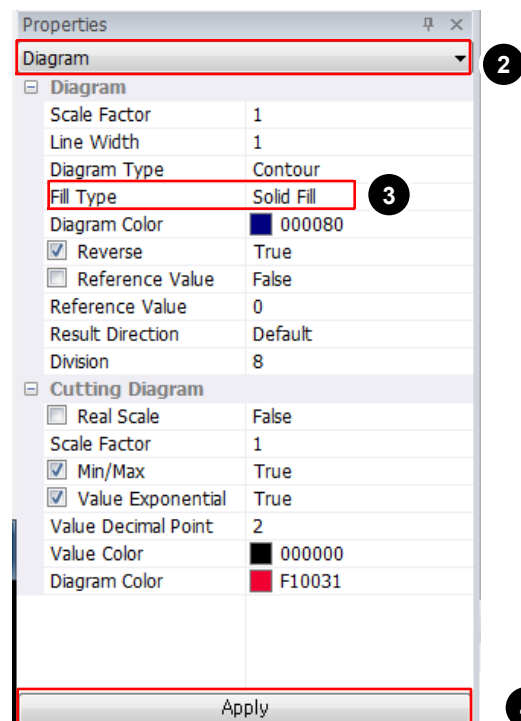 Properties
Diagram
2
Diagram
Scale Factor 1
Line Width 1
Diagram Type Contour
Fill Type Solid Fill
3
Diagram Color 000080
Reverse True
Reference Value False
Reference Value 0
Result Direction Default
Division 8
Cutting Diagram
Real Scale False
Scale Factor 1
Min/Max True
Value Exponential True
Value Decimal Point 2
Value Color 000000
Diagram Color F10031
Apply